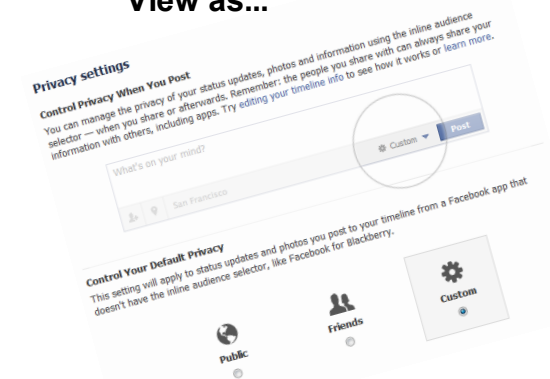 View as...
Privacy settings
Control Privacy When You Post
You can manage the privacy of your status updates, photos and information using the inline audience
selector — when you share or afterwards. Remember: the people you share with can always share your
information with others, including apps. Try editing your timeline info to see how it works or learn more.
What's on your mind?
San Francisco
Custom
Post
Control Your Default Privacy
This setting will apply to status updates and photos you post to your timeline from a Facebook app that
doesn't have the inline audience selector, like Facebook for Blackberry.
Public
Friends
Custom